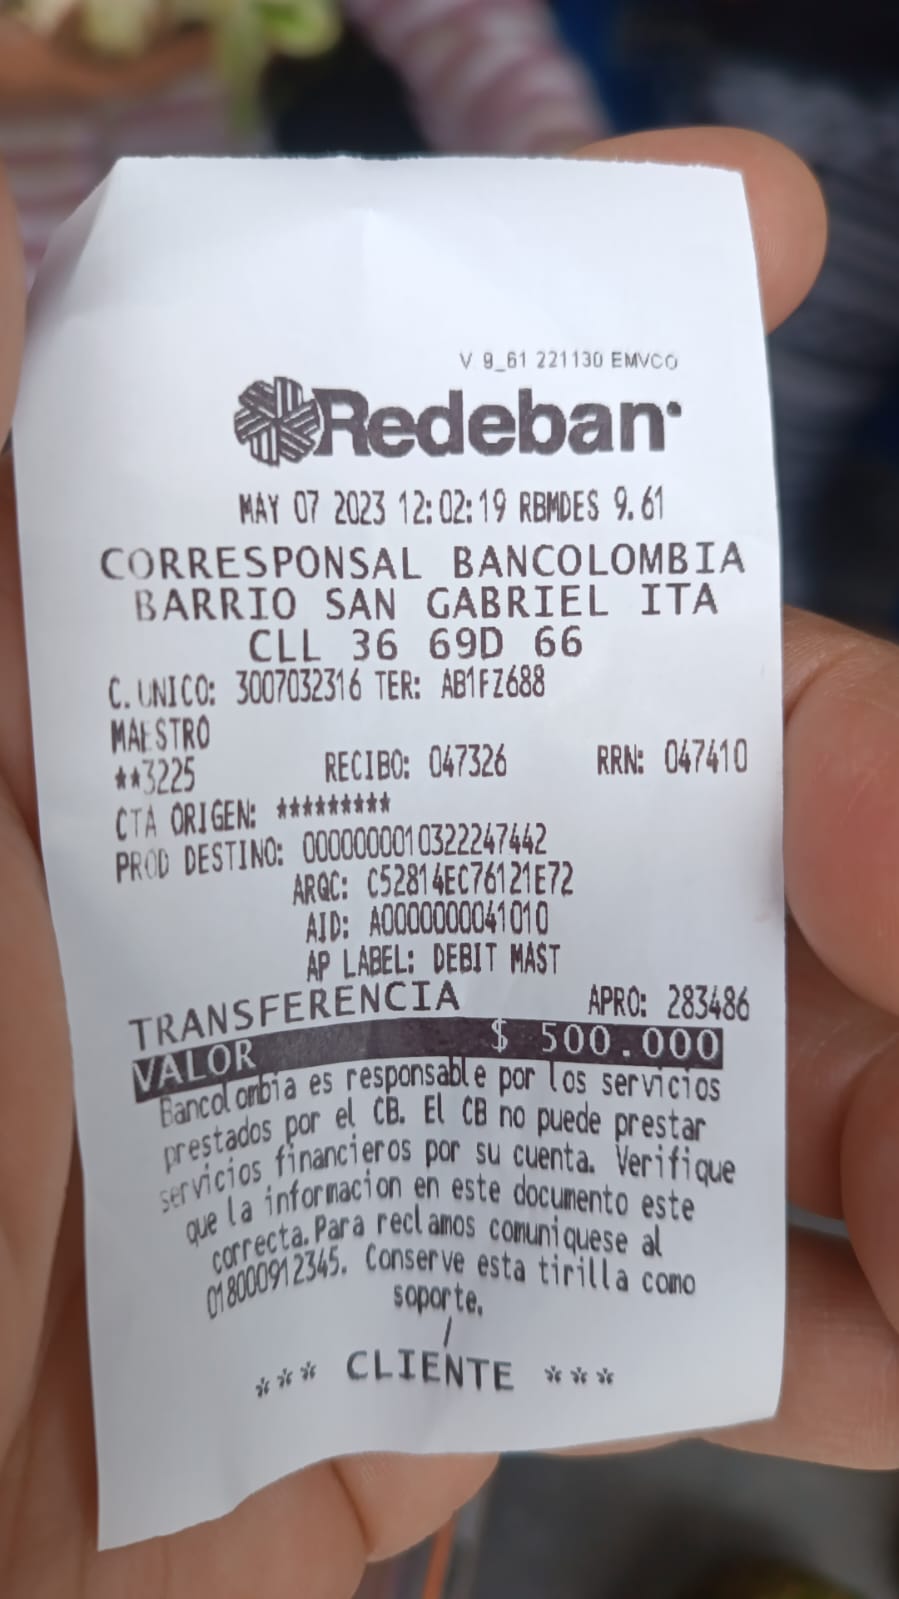 V 9_61 221130 EMVCO
Redeban
MAY 07 2023 12:02:19 RBMDES 9.61
CORRESPONSAL BANCOLOMBIA
BARRIO SAN GABRIEL ITA
CLL 36 69D 66
C. UNICO: 3007032316 TER: AB1FZ688
MAESTRO
**3225 RECIBO: 047326 RRN: 047410
CTA ORIGEN: *********
PROD DESTINO: 0000000010322247442
ARQC: C52814EC76121E72
AID: A0000000041010
AP LABEL: DEBIT MAST
TRANSFERENCIA APRO: 283486
VALOR $ 500.000
Bancolombia es responsable por los servicios
prestados por el CB. El CB no puede prestar
servicios financieros por su cuenta. Verifique
que la informacion en este documento este
correcta.Para reclamos comuniquese al
018000912345. Conserve esta tirilla como
soporte.
/
*** CLIENTE ***